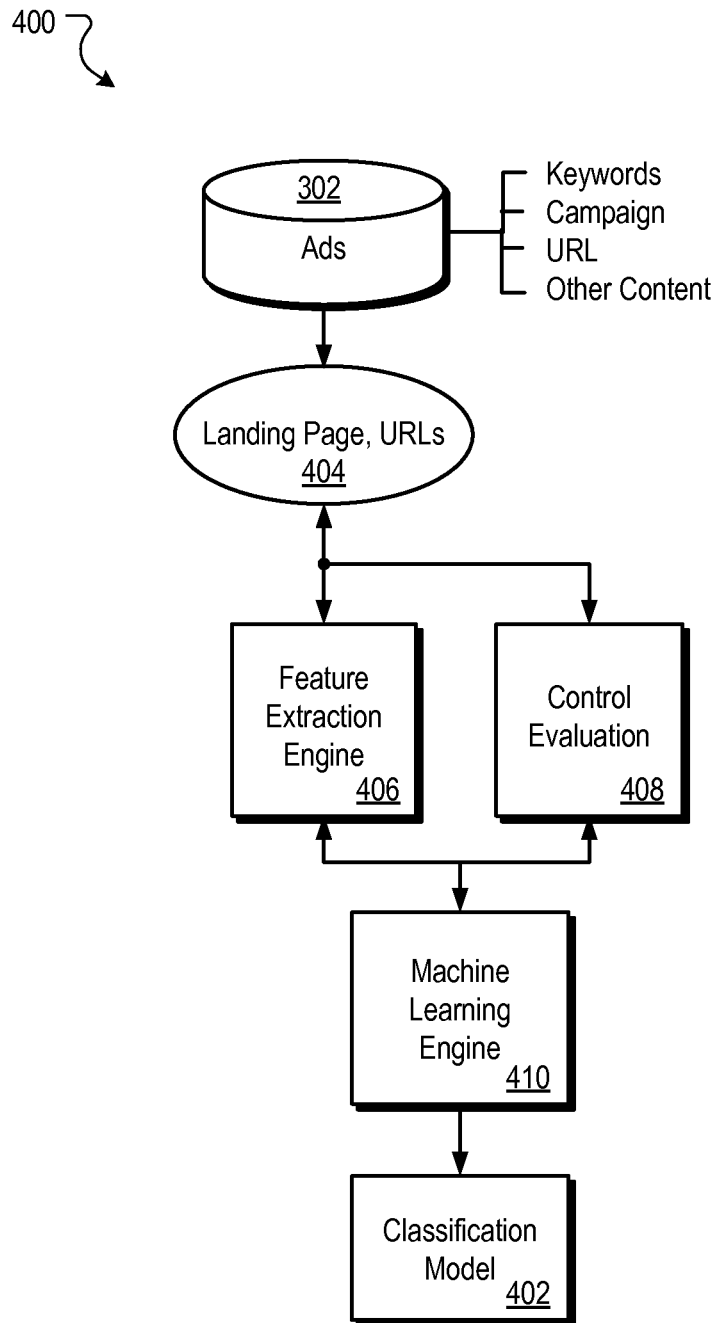 400
302
Ads
Keywords
Campaign
URL
Other Content
Landing Page, URLs
404
Feature
Extraction
Engine
406
Control
Evaluation
408
Machine
Learning
Engine
410
Classification
Model
402